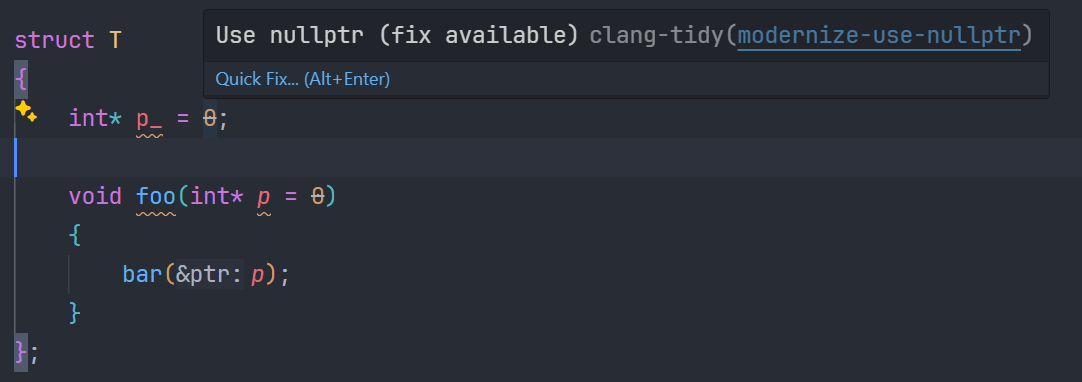 struct T
Use nullptr (fix available) clang-tidy(modernize-use-nullptr)
{
Quick Fix... (Alt+Enter)
int* p_ = 0;
void foo(int* p = 0)
{
bar(&ptr: p);
}
};